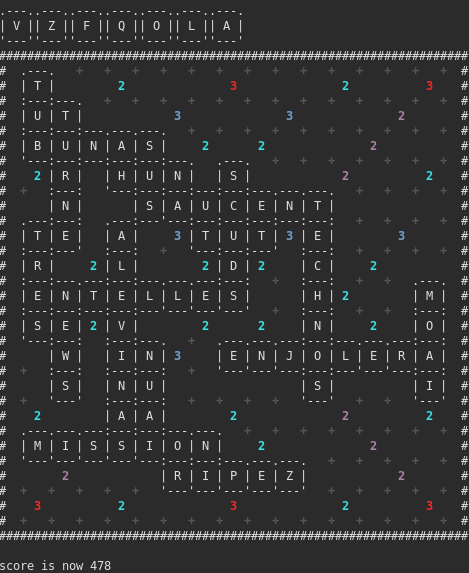 | V || Z || F || Q || O || L || A |
# | T | 2 3 2 3 #
# | U | T | 3 3 2 #
# | B | U | N | A | S | 2 2 2 #
# 2 | R | | H | U | N | | S | 2 2 #
# | N | | S | A | U | C | E | N | T | #
# | T | E | | A | 3 | T | U | T | 3 | E | 3 #
# | R | 2 | L | 2 | D | 2 | C | 2 #
# | E | N | T | E | L | L | E | S | | H | 2 | M | #
# | S | E | 2 | V | 2 2 | N | 2 | O | #
# | W | | I | N | 3 | E | N | J | O | L | E | R | A | #
# | S | | N | U | | S | | I | #
# 2 | A | A | 2 2 2 #
# | M | I | S | S | I | O | N | 2 2 #
# 2 | R | I | P | E | Z | 2 #
# 3 2 3 2 3 #
score is now 478